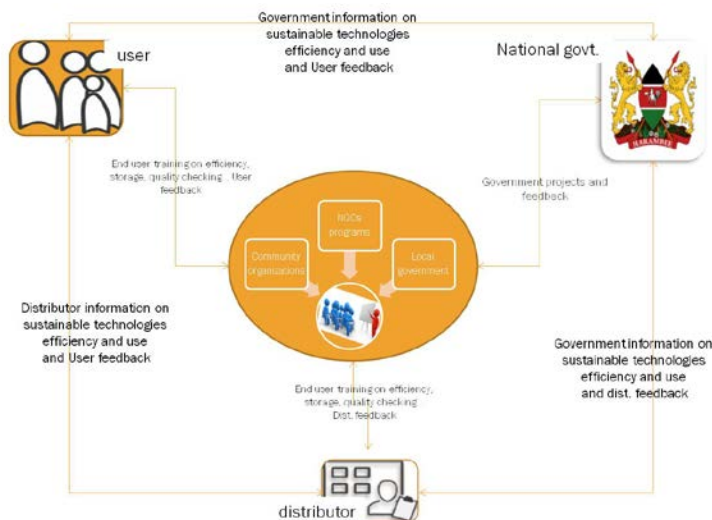 Government information on
sustainable technologies
efficiency and use
and User feedback
user
National govt.
HARAMBEE
End user training on efficiency,
storage, quality checking . User
feedback
Government projects and
feedback
NGOs
programs
Community
organizations
Local
government
Distributor information on
sustainable technologies
efficiency and use
and User feedback
Government information on
sustainable technologies
efficiency and use
and dist. feedback
End user training on efficiency,
storage, quality checking
Dist. feedback
distributor